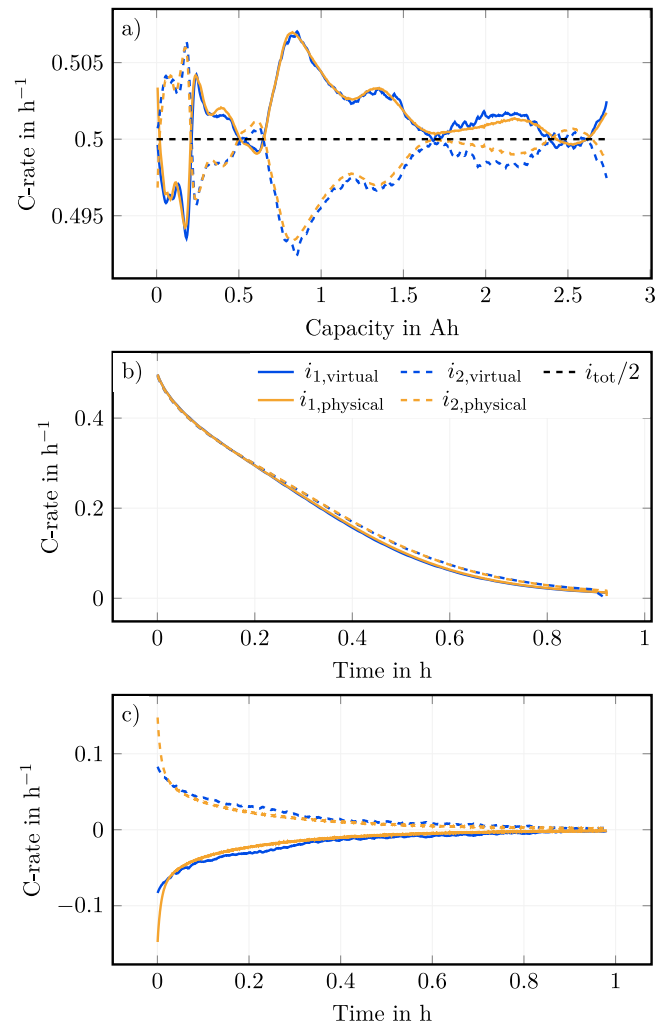 a)
0.505
0.5
0.495
C-rate in h⁻¹
0 0.5 1 1.5 2 2.5 3
Capacity in Ah
b)
i₁,virtual i₂,virtual i_tot/2
i₁,physical i₂,physical
0.4
0.2
0
C-rate in h⁻¹
0 0.2 0.4 0.6 0.8 1
Time in h
c)
0.1
0
−0.1
C-rate in h⁻¹
0 0.2 0.4 0.6 0.8 1
Time in h